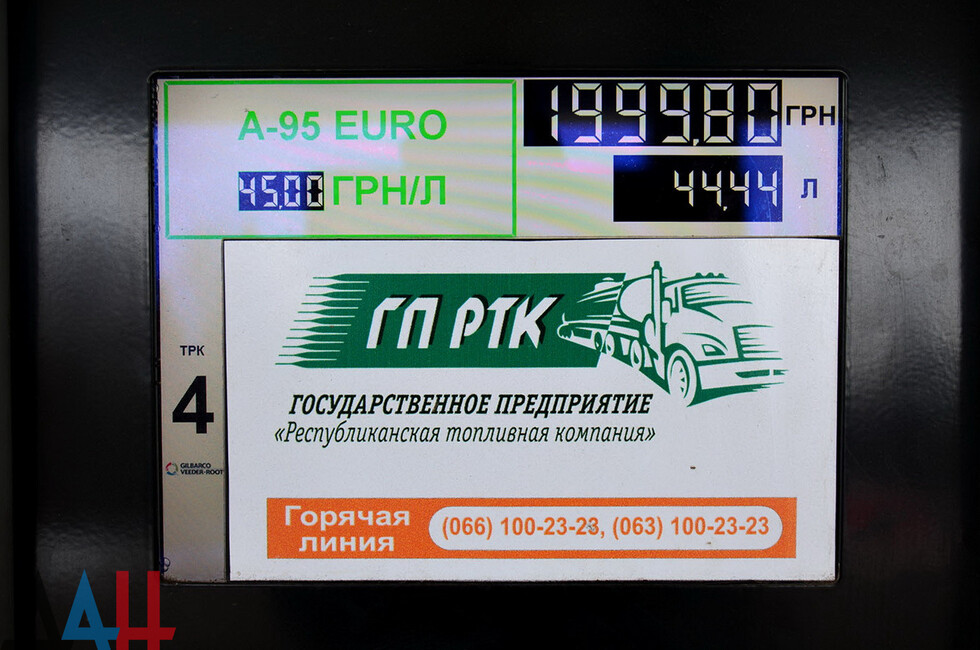 А-95 EURO
45,00 ГРН/Л
1999,80 ГРН
44,44 Л
ТРК
4
GILBARCO
VEEDER-ROOT
ГП РТК
ГОСУДАРСТВЕННОЕ ПРЕДПРИЯТИЕ
«Республиканская топливная компания»
Горячая
линия
(066) 100-23-23, (063) 100-23-23
ДАН